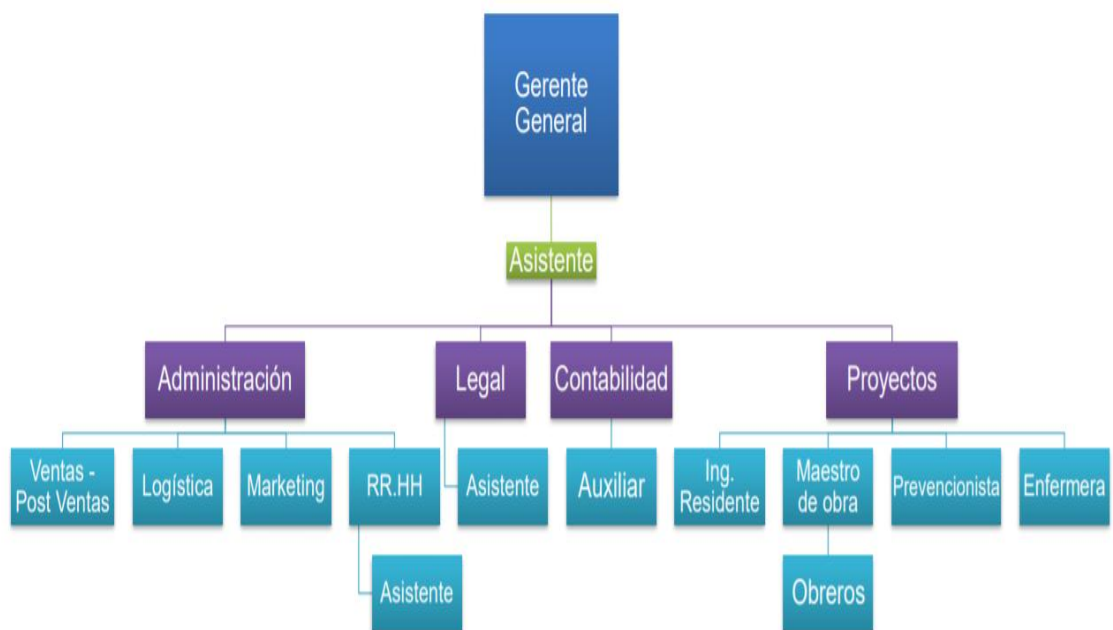 Gerente
General
Asistente
Administración
Legal
Contabilidad
Proyectos
Ventas -
Post Ventas
Logística
Marketing
RR.HH
Asistente
Auxiliar
Ing.
Residente
Maestro
de obra
Prevencionista
Enfermera
Asistente
Obreros